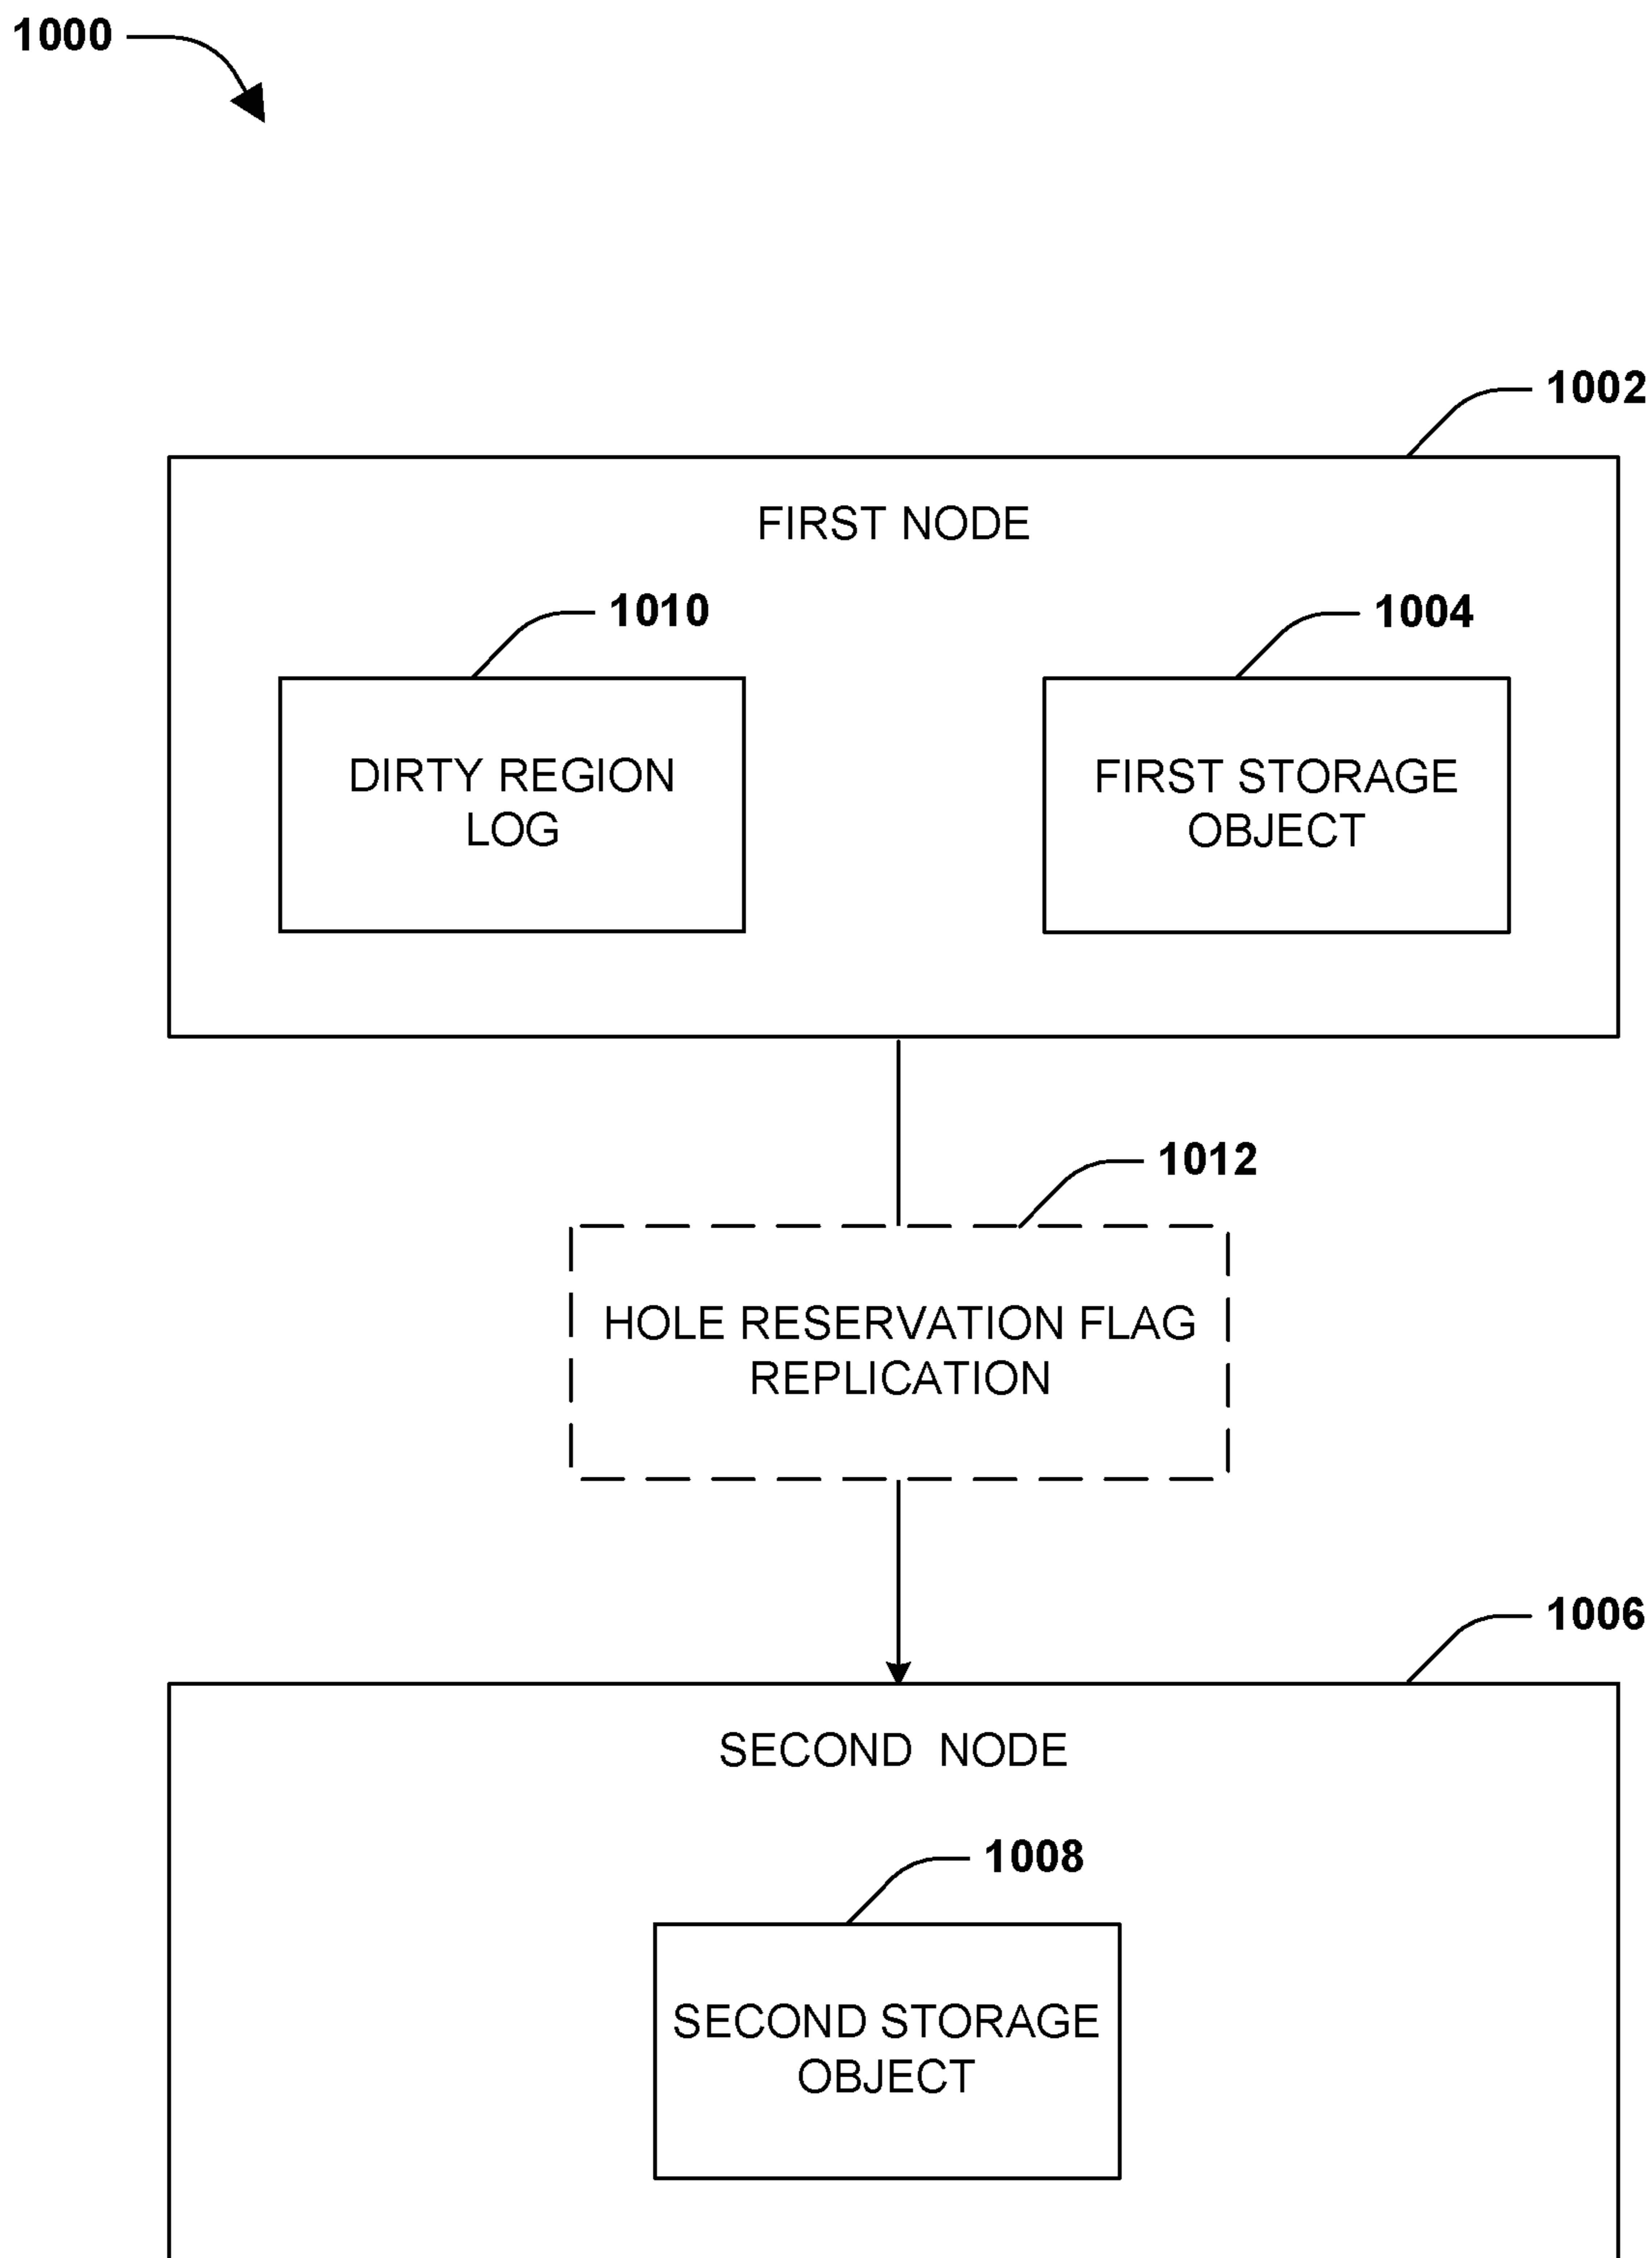 1000
1002
FIRST NODE
1010
1004
DIRTY REGION
LOG
FIRST STORAGE
OBJECT
1012
HOLE RESERVATION FLAG
REPLICATION
1006
SECOND NODE
1008
SECOND STORAGE
OBJECT